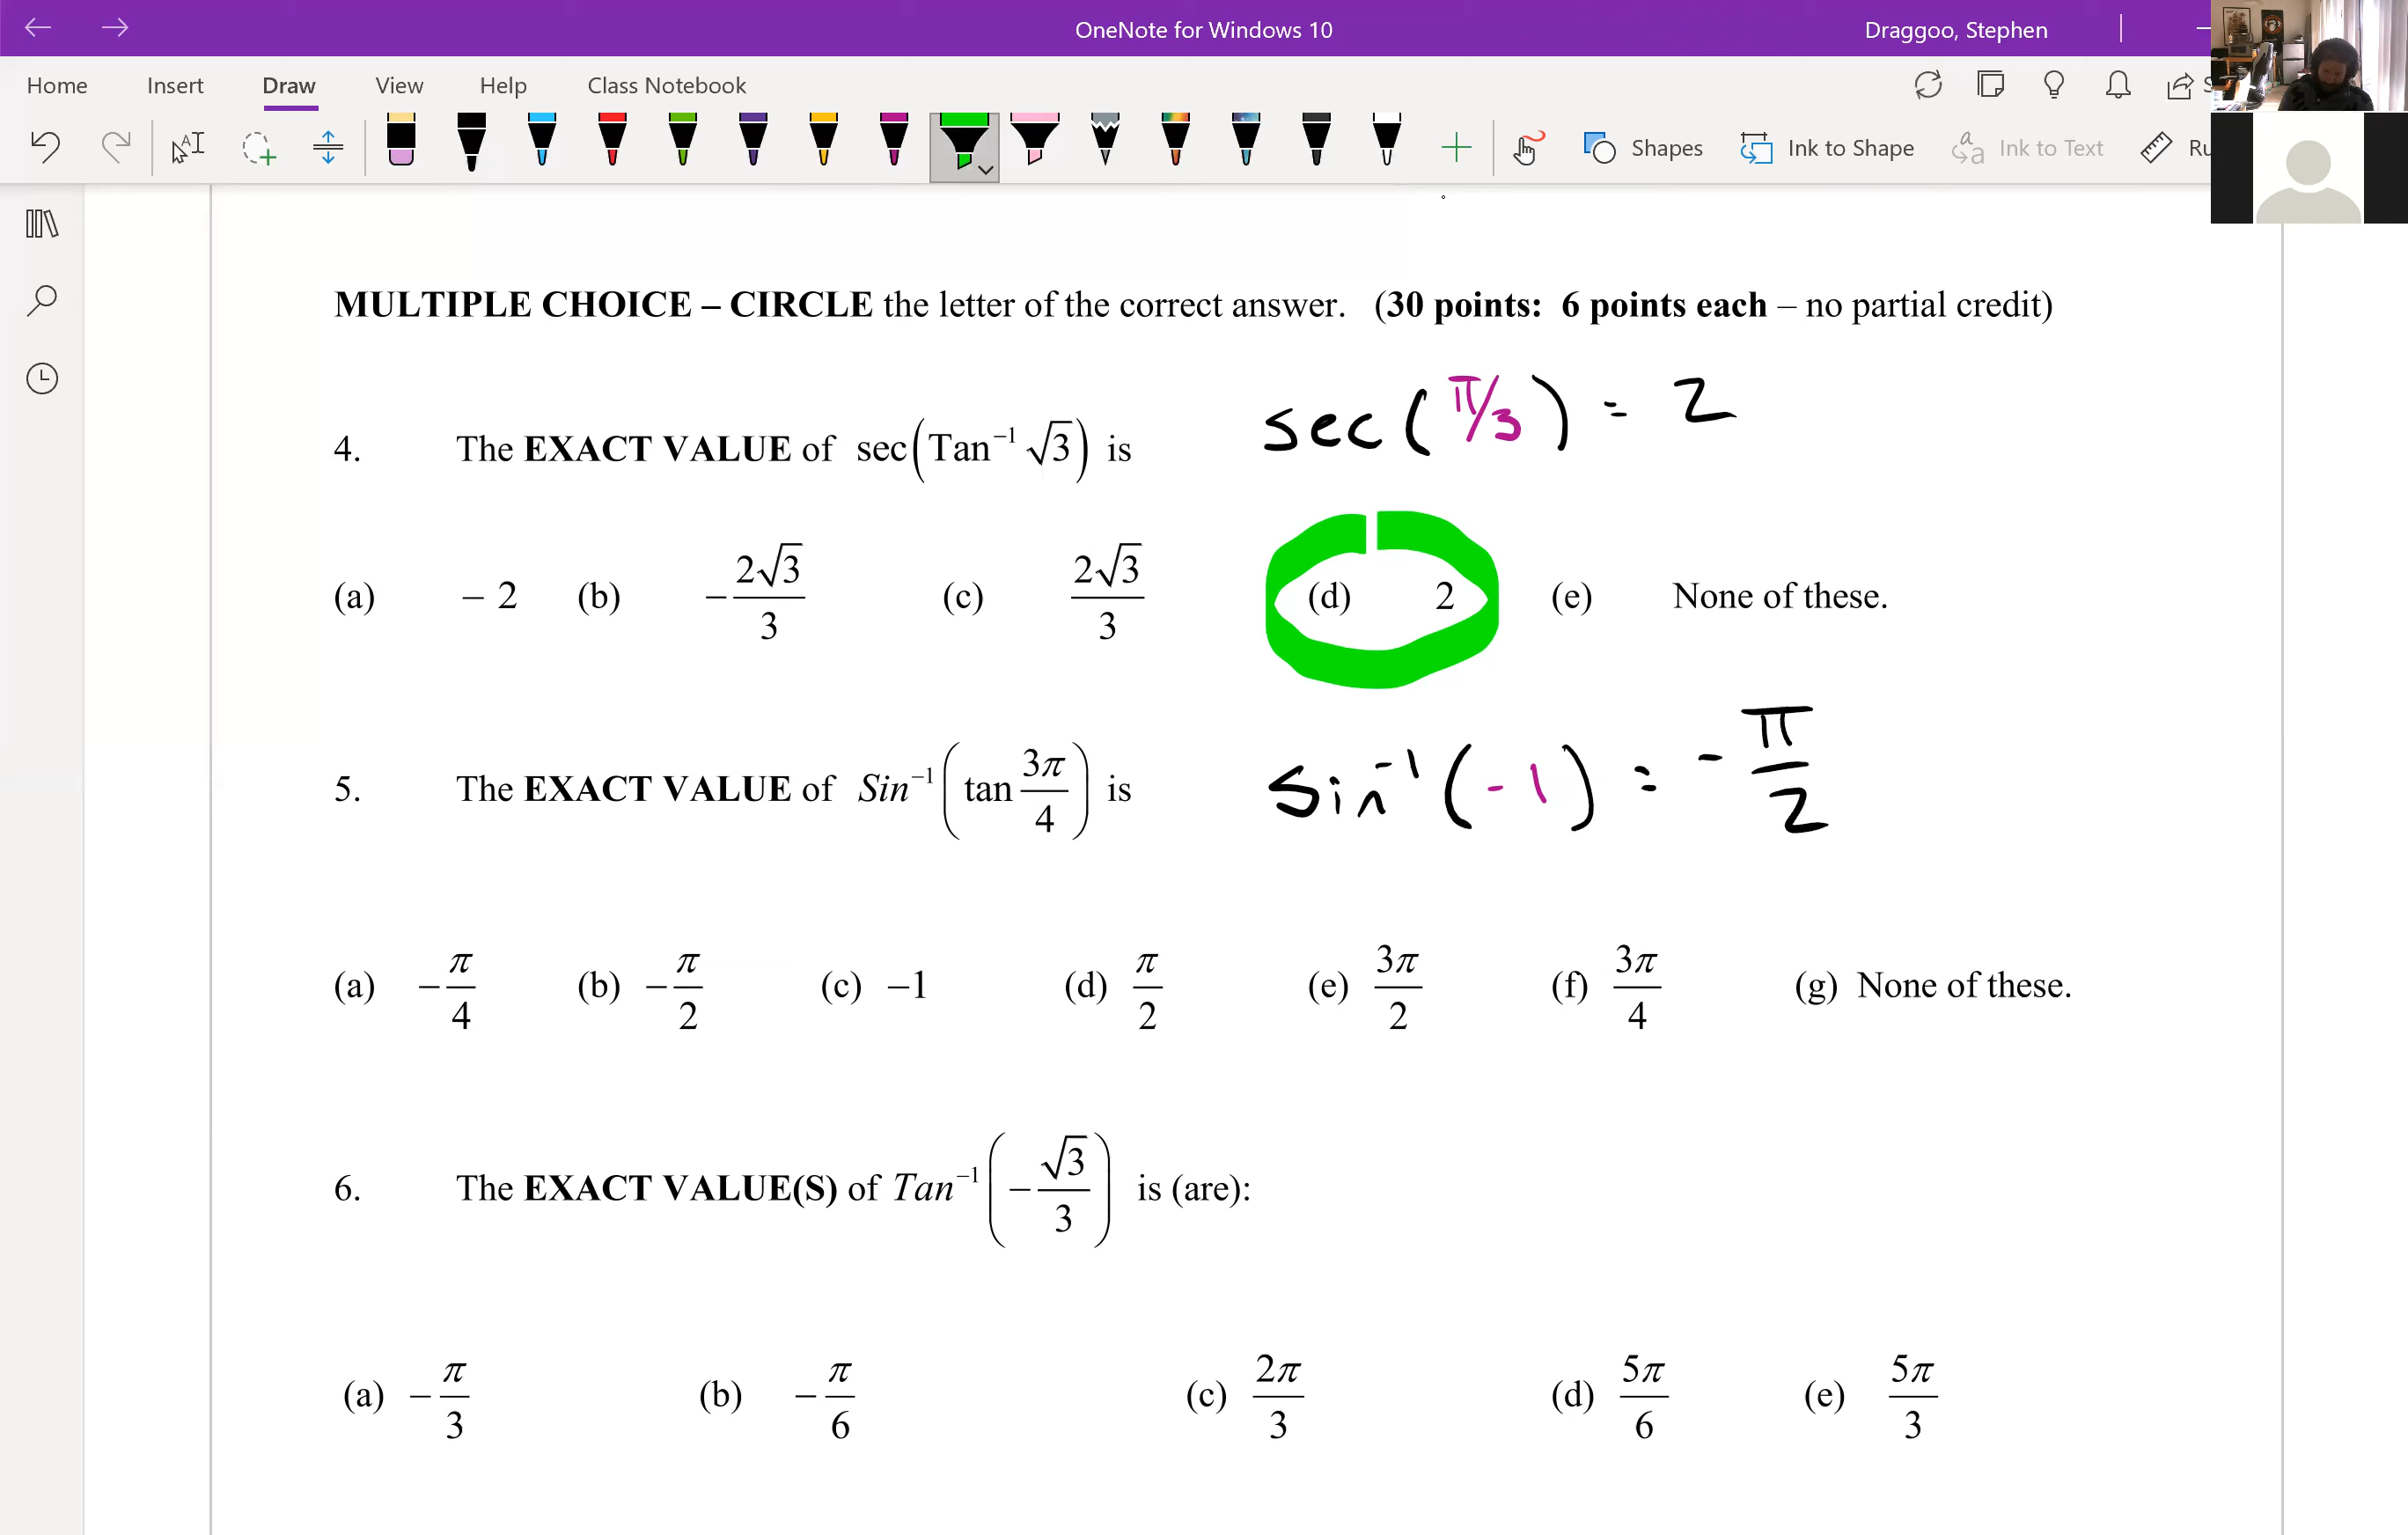 OneNote for Windows 10
Draggoo, Stephen
Home Insert Draw View Help Class Notebook
Shapes Ink to Shape Ink to Text
MULTIPLE CHOICE – CIRCLE the letter of the correct answer. (30 points: 6 points each – no partial credit)
sec(π/3) = 2
4. The EXACT VALUE of sec(Tan⁻¹ √3) is
(a) − 2 (b) −2√3/3 (c) 2√3/3 (d) 2 (e) None of these.
5. The EXACT VALUE of Sin⁻¹(tan 3π/4) is sin⁻¹(-1) = -π/2
(a) −π/4 (b) −π/2 (c) −1 (d) π/2 (e) 3π/2 (f) 3π/4 (g) None of these.
6. The EXACT VALUE(S) of Tan⁻¹(−√3/3) is (are):
(a) −π/3 (b) −π/6 (c) 2π/3 (d) 5π/6 (e) 5π/3